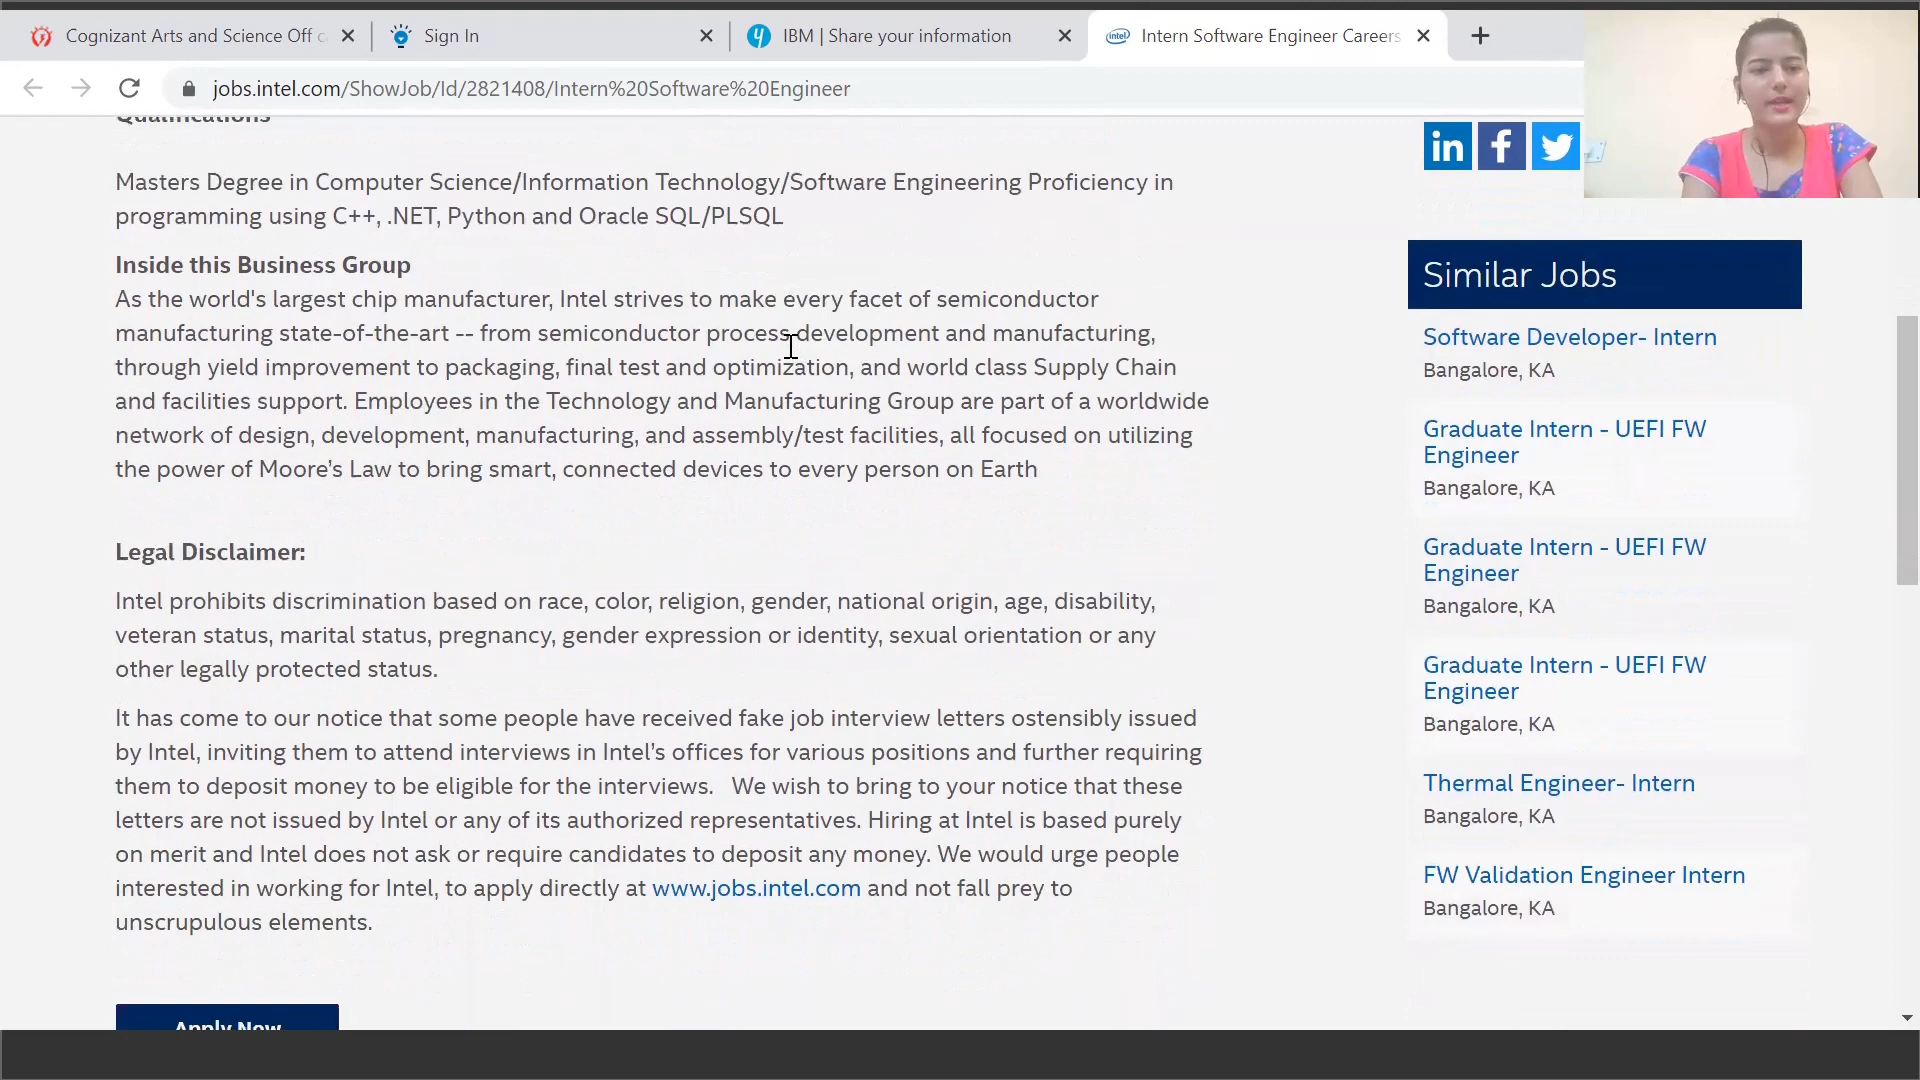 Cognizant Arts and Science Off c
Sign In
IBM | Share your information
intel
Intern Software Engineer Careers
jobs.intel.com/ShowJob/Id/2821408/Intern%20Software%20Engineer
Qualifications
Masters Degree in Computer Science/Information Technology/Software Engineering Proficiency in
programming using C++, .NET, Python and Oracle SQL/PLSQL
Inside this Business Group
As the world's largest chip manufacturer, Intel strives to make every facet of semiconductor
manufacturing state-of-the-art -- from semiconductor process development and manufacturing,
through yield improvement to packaging, final test and optimization, and world class Supply Chain
and facilities support. Employees in the Technology and Manufacturing Group are part of a worldwide
network of design, development, manufacturing, and assembly/test facilities, all focused on utilizing
the power of Moore’s Law to bring smart, connected devices to every person on Earth
Legal Disclaimer:
Intel prohibits discrimination based on race, color, religion, gender, national origin, age, disability,
veteran status, marital status, pregnancy, gender expression or identity, sexual orientation or any
other legally protected status.
It has come to our notice that some people have received fake job interview letters ostensibly issued
by Intel, inviting them to attend interviews in Intel’s offices for various positions and further requiring
them to deposit money to be eligible for the interviews.   We wish to bring to your notice that these
letters are not issued by Intel or any of its authorized representatives. Hiring at Intel is based purely
on merit and Intel does not ask or require candidates to deposit any money. We would urge people
interested in working for Intel, to apply directly at www.jobs.intel.com and not fall prey to
unscrupulous elements.
Apply Now
in f
Similar Jobs
Software Developer- Intern
Bangalore, KA
Graduate Intern - UEFI FW
Engineer
Bangalore, KA
Graduate Intern - UEFI FW
Engineer
Bangalore, KA
Graduate Intern - UEFI FW
Engineer
Bangalore, KA
Thermal Engineer- Intern
Bangalore, KA
FW Validation Engineer Intern
Bangalore, KA